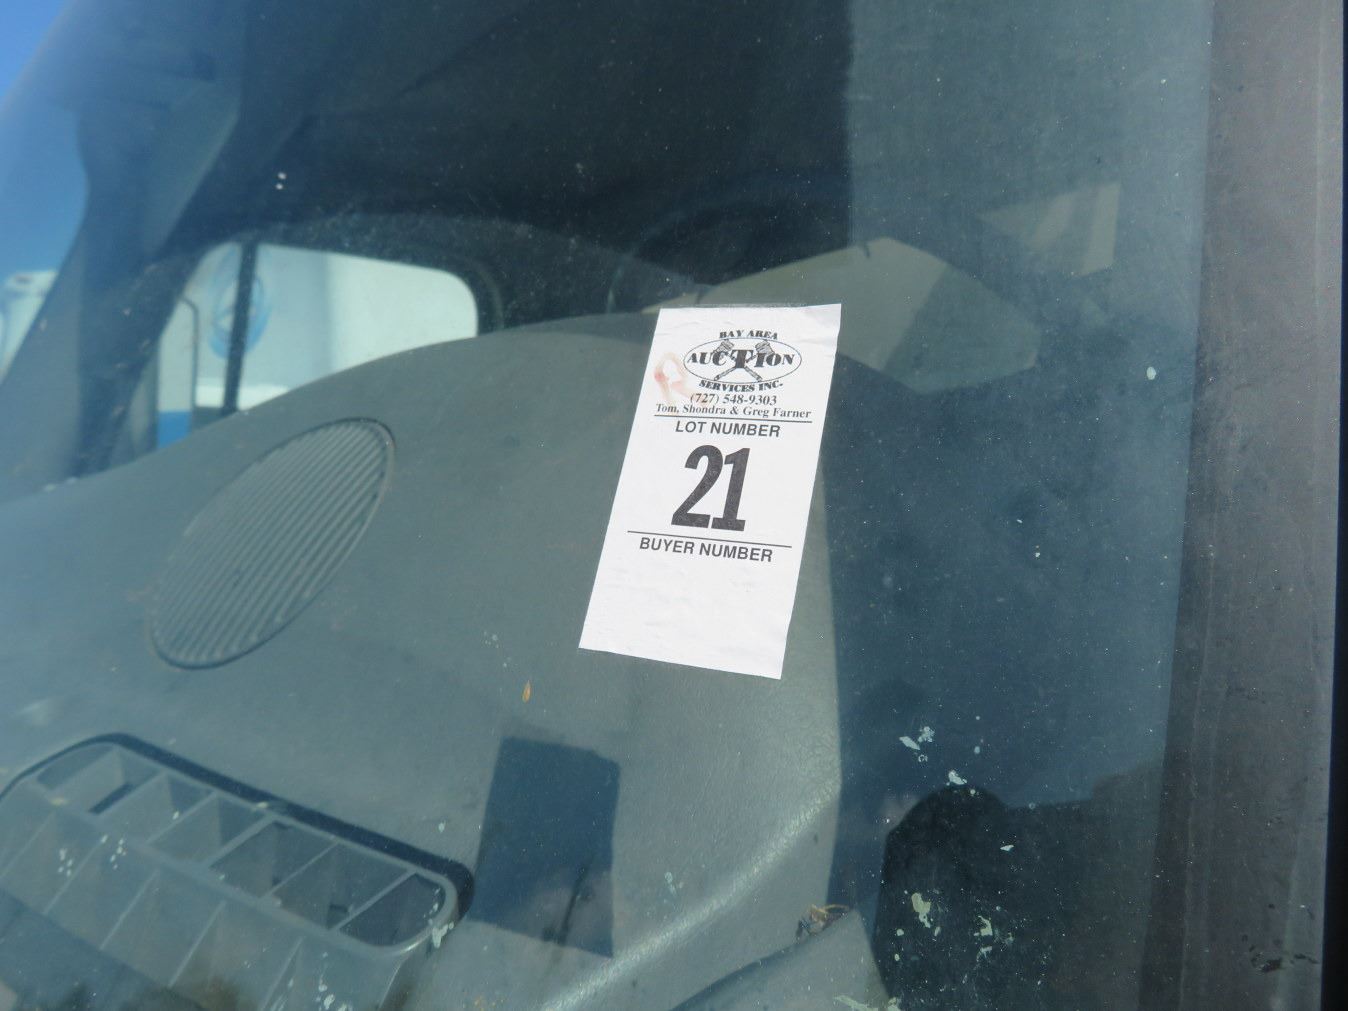 R
BAY AREA
AUCTION
SERVICES INC.
(727) 548-9303
Tom, Shondra & Greg Farner
LOT NUMBER
21
BUYER NUMBER